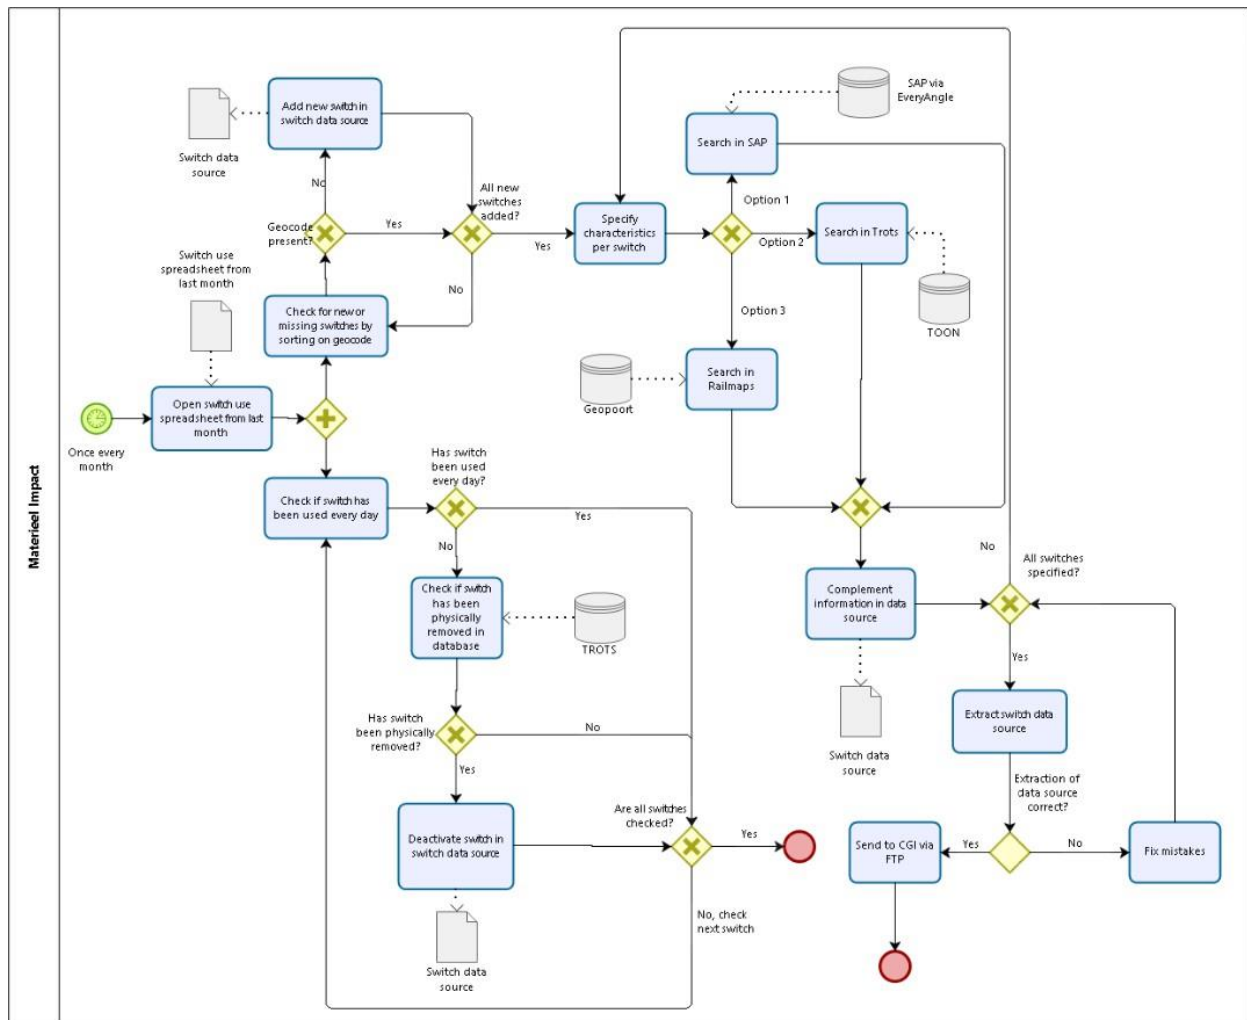 Materieel Impact
Once every
month
Switch use
spreadsheet from
last month
Open switch use
spreadsheet from last
month
Check for new or
missing switches by
sorting on geocode
Geocode
present?
No
Yes
Add new switch in
switch data source
Switch data
source
All new
switches
added?
No
Yes
Specify
characteristics
per switch
Option 1
Option 2
Option 3
Search in SAP
SAP via
EveryAngle
Search in Trots
TOON
Search in
Railmaps
Geopoort
Complement
information in data
source
Switch data
source
All switches
specified?
No
Yes
Extract switch data
source
Extraction of
data source
correct?
Yes
No
Send to CGI via
FTP
Fix mistakes
Check if switch has
been used every day
Has switch
been used
every day?
Yes
No
Check if switch
has been
physically
removed in
database
TROTS
Has switch
been physically
removed?
No
Yes
Deactivate switch in
switch data source
Switch data
source
Are all switches
checked?
Yes
No, check
next switch